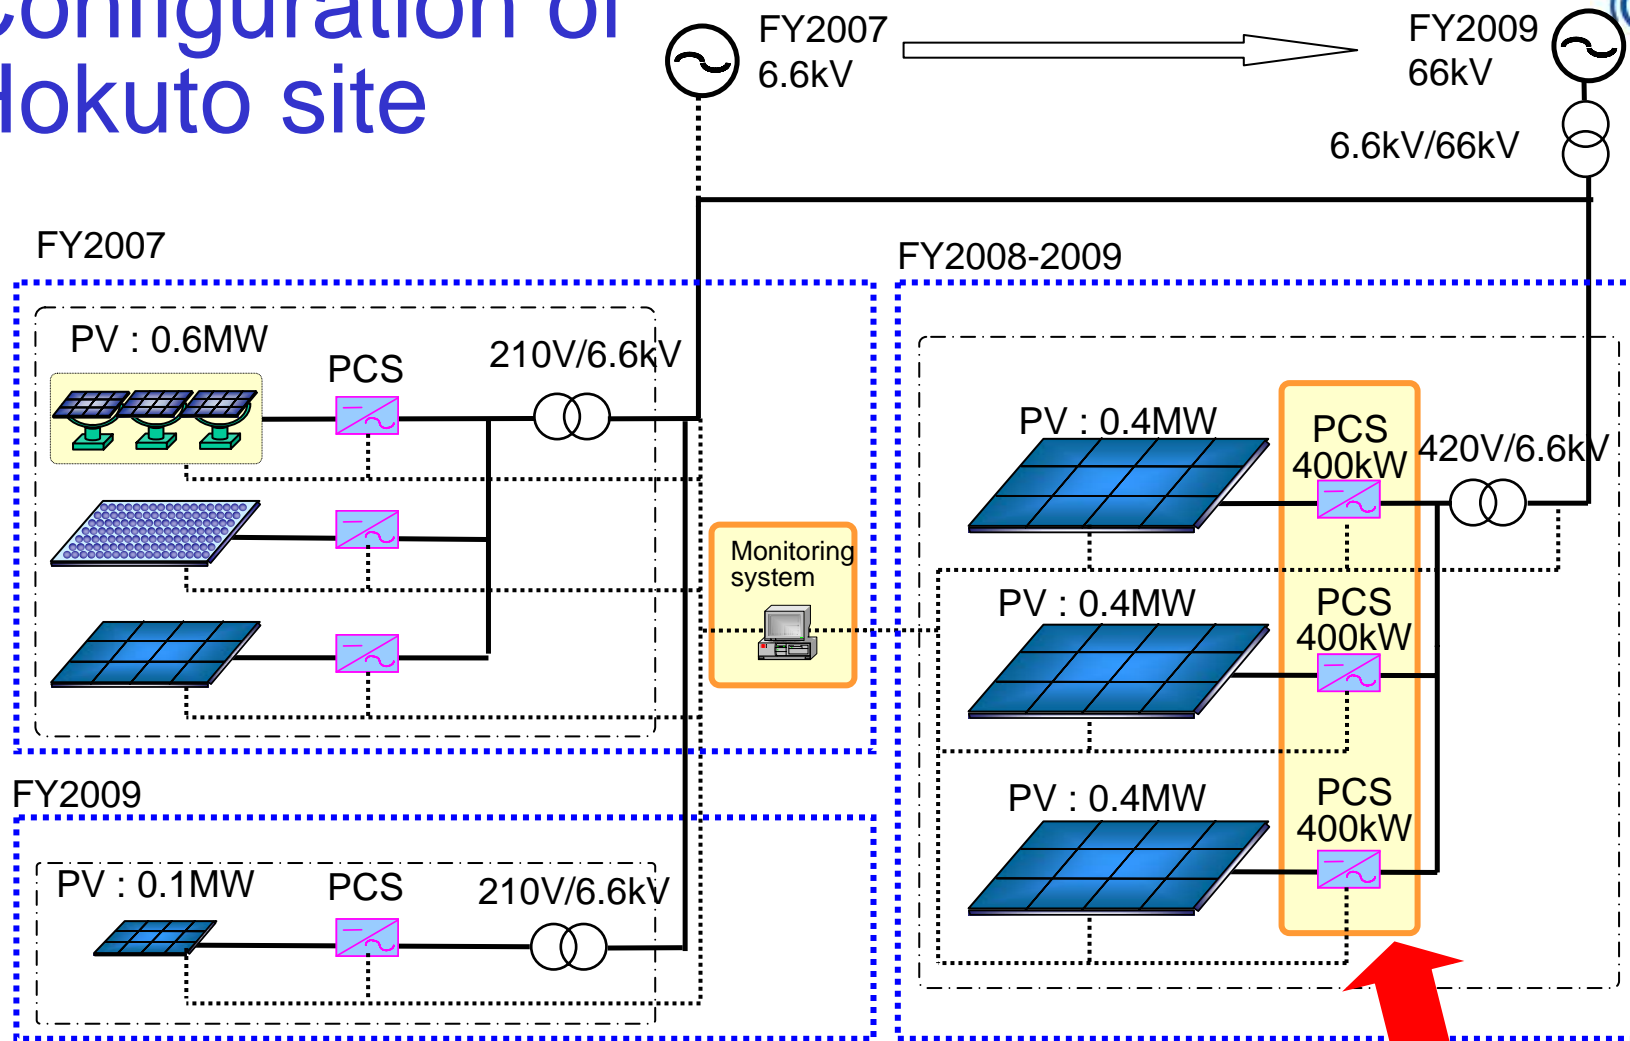 Configuration of
Hokuto site
FY2007
6.6kV
FY2009
66kV
6.6kV/66kV
FY2007
PV : 0.6MW
PCS
210V/6.6kV
Monitoring
system
FY2009
PV : 0.1MW
PCS
210V/6.6kV
FY2008-2009
PV : 0.4MW
PCS
400kW
420V/6.6kV
PV : 0.4MW
PCS
400kW
PV : 0.4MW
PCS
400kW